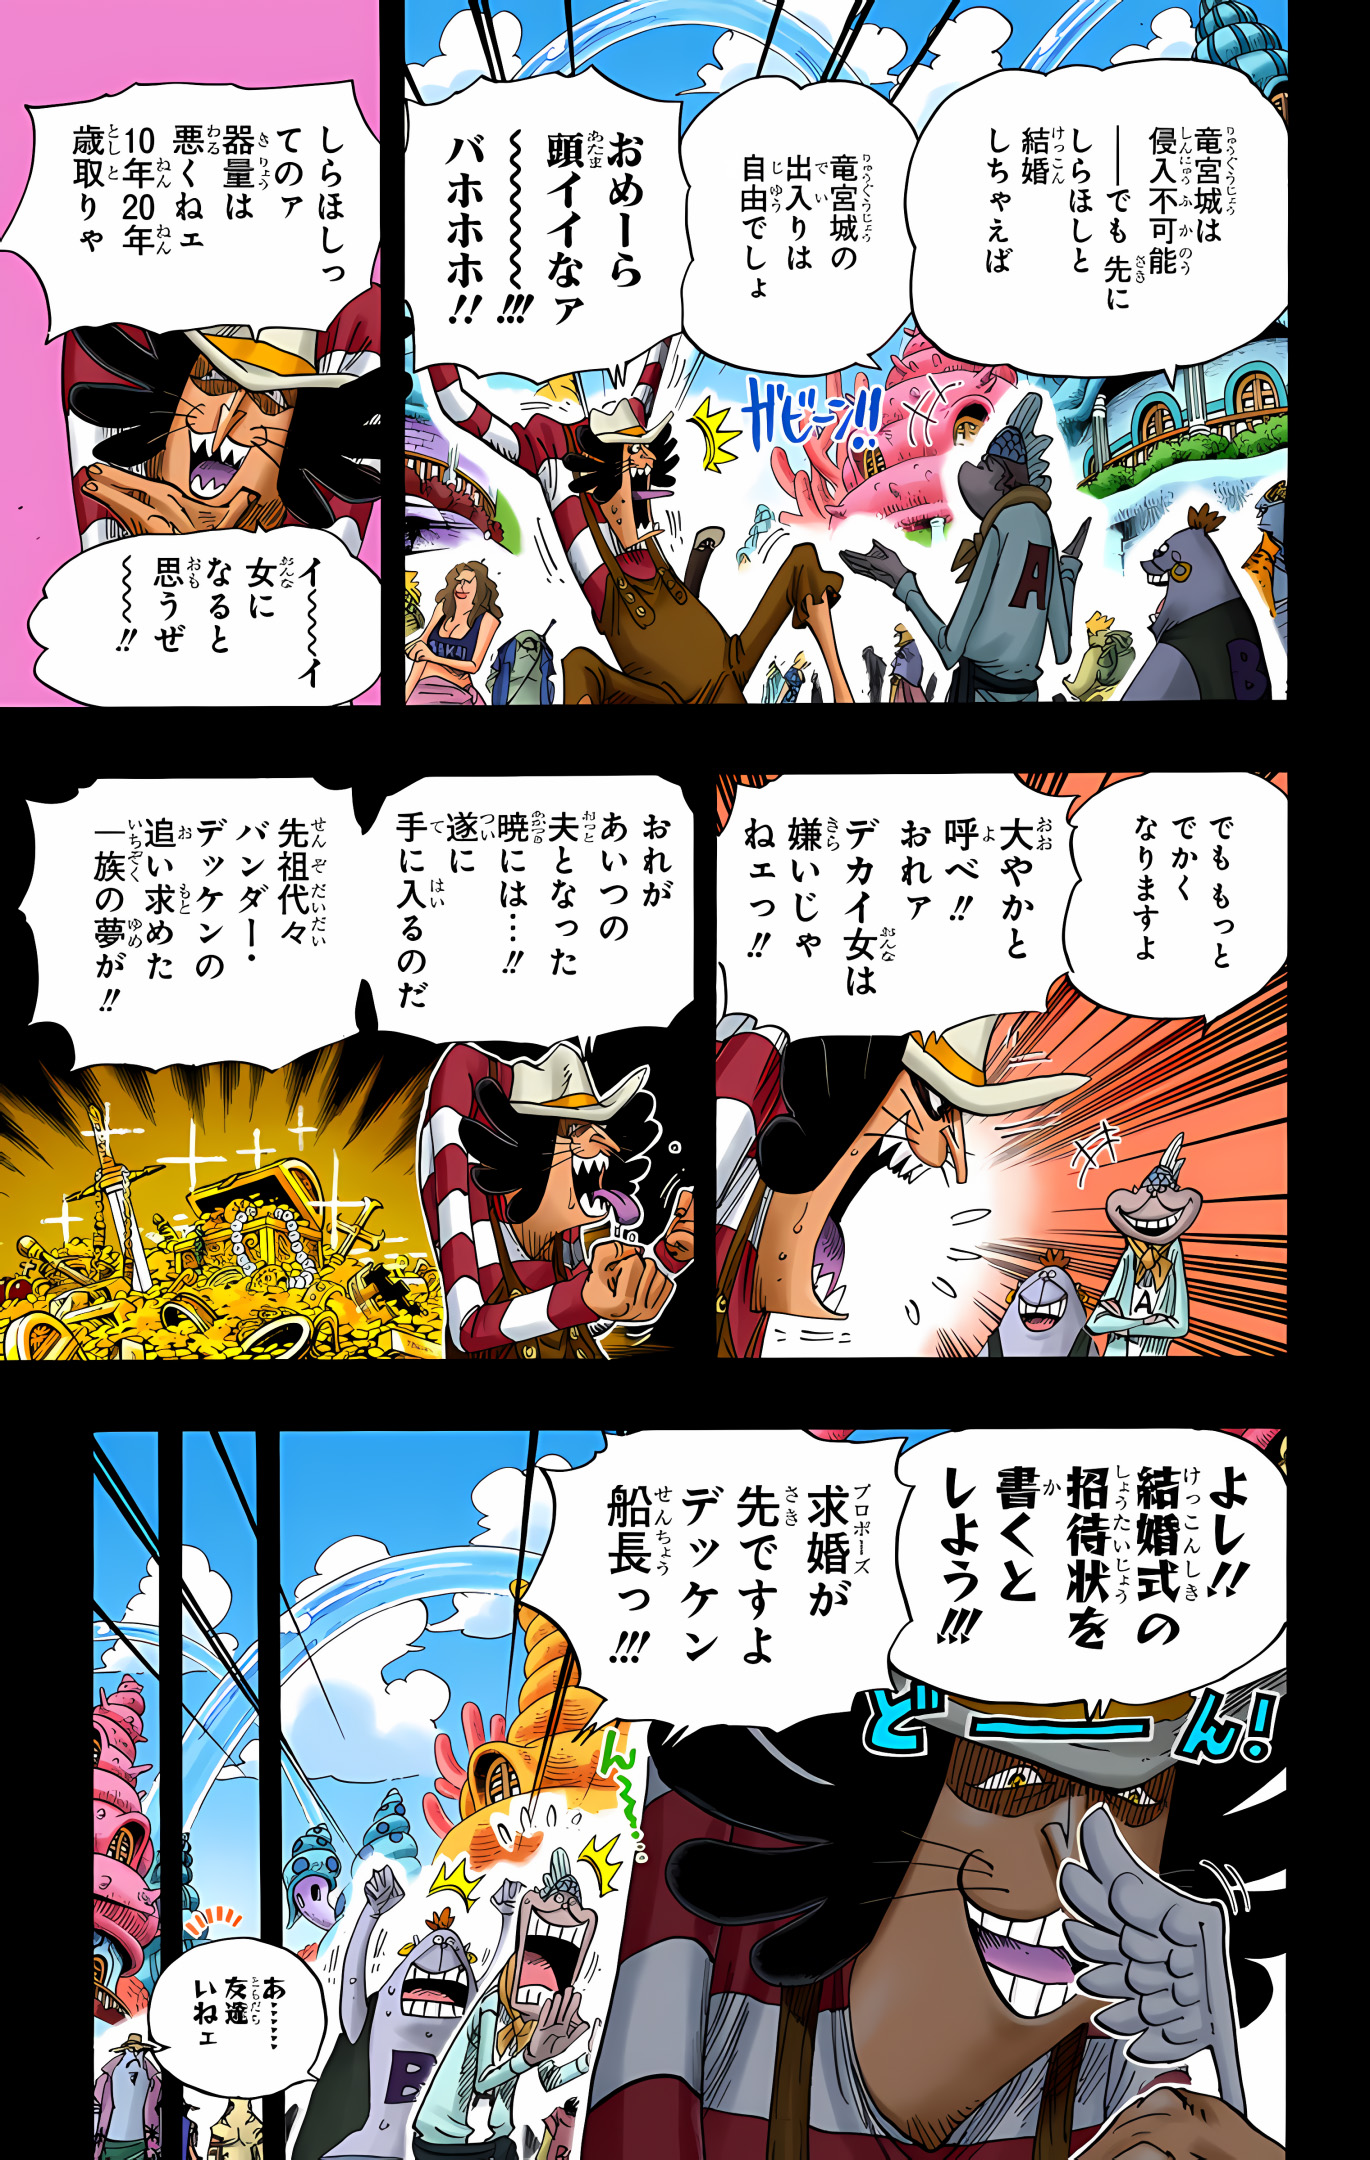 竜宮城は
侵入不可能
――でも先に
しらほしと
結婚
しちゃえば
竜宮城の
出入りは
自由でしょ
おめーら
頭イイなァ
〜〜〜〜!!!
バホホホホ!!
ガビーン!!
A
B
しらほしっ
てのァ
器量は
悪くねェ
10年20年
歳取りゃ
イ〜〜〜イ
女に
なると
思うぜ
〜〜〜!!
でももっと
でかく
なりますよ
大やかと
呼べ!!
おれァ
デカイ女は
嫌いじゃ
ねェっ!!
A
おれが
あいつの
夫となった
暁には…!!
遂に
手に入るのだ
先祖代々
バンダー・
デッケンの
追い求めた
一族の夢が!!
よし!!
結婚式の
招待状を
書くと
しよう!!!
求婚が
先ですよ
デッケン
船長っ!!!
どーん!
ん〜〜.
B
あ………
友達
いねェ